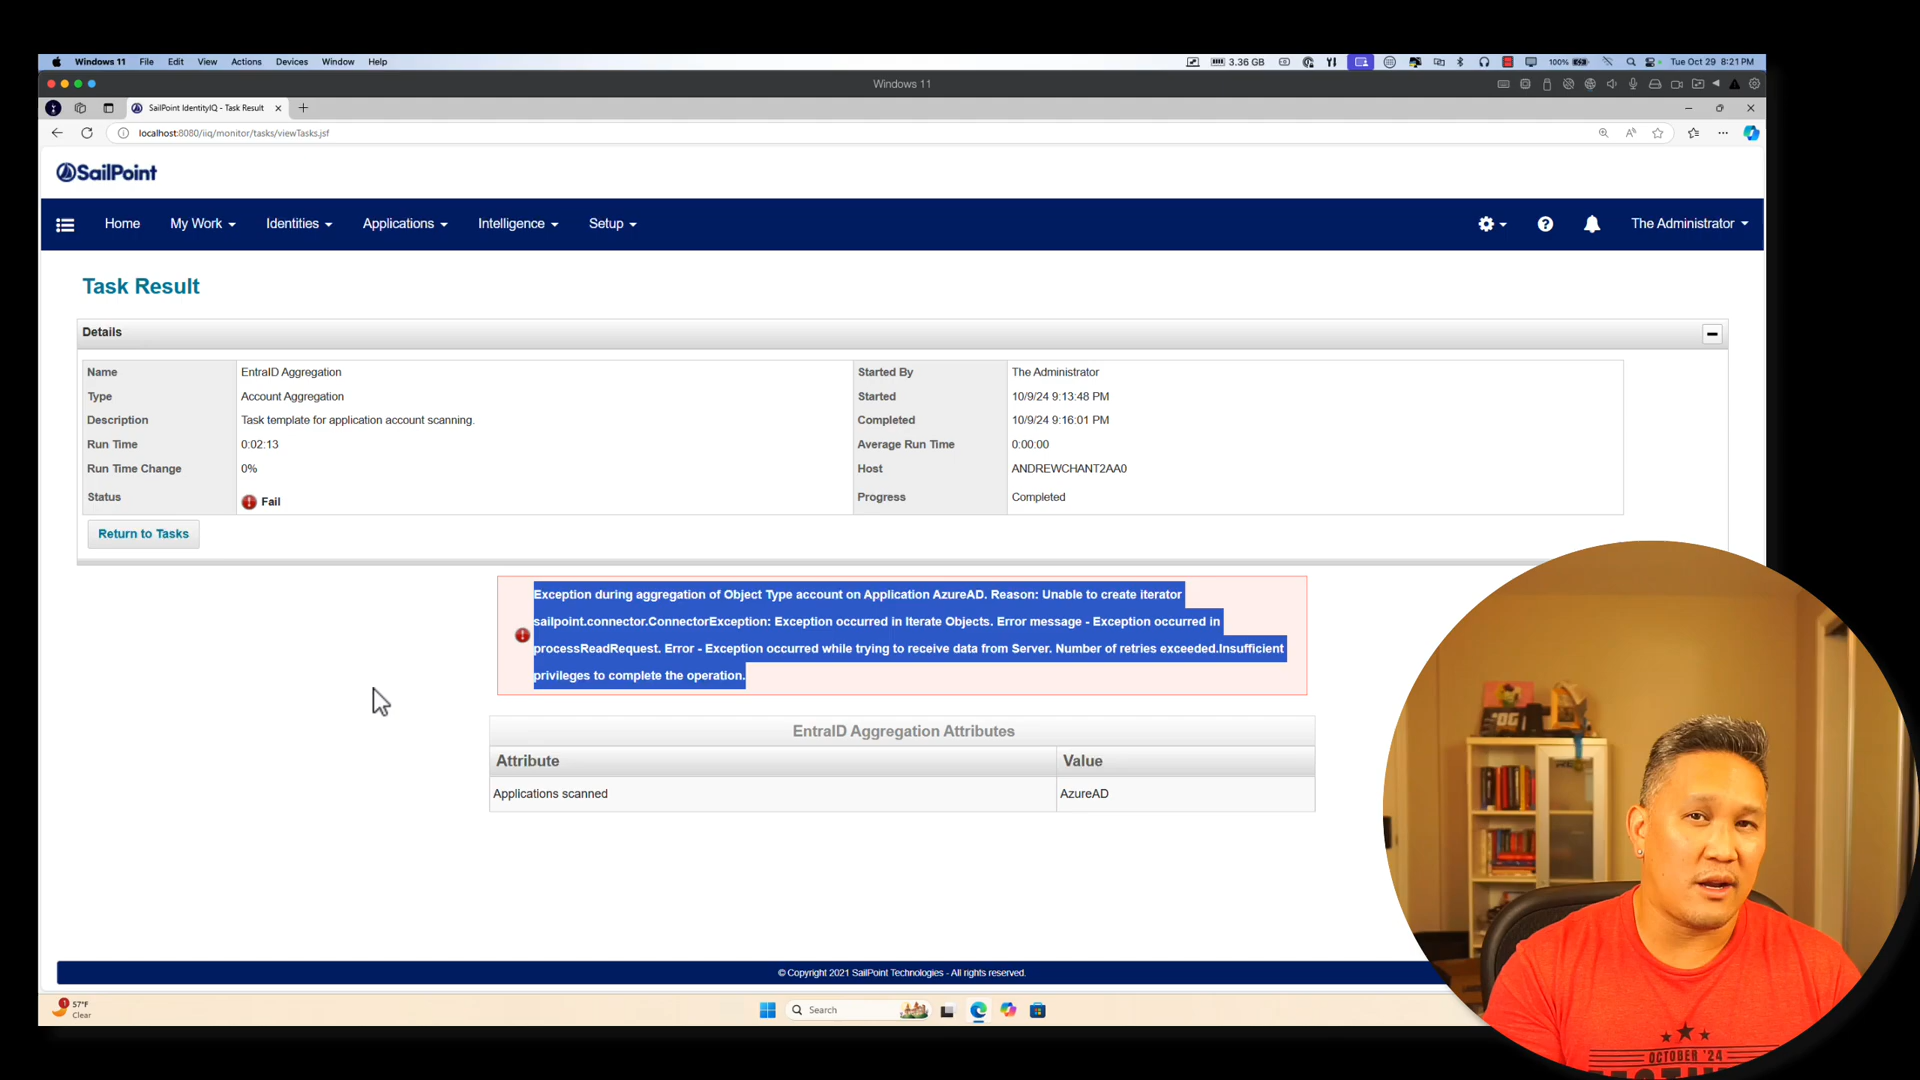 Windows 11 File Edit View Actions Devices Window Help 3.36 GB 100% Tue Oct 29 8:21 PM
Windows 11
SailPoint IdentityIQ - Task Result
localhost:8080/iiq/monitor/tasks/viewTasks.jsf
SailPoint
Home My Work Identities Applications Intelligence Setup The Administrator
Task Result
Details
Name EntraID Aggregation Started By The Administrator
Type Account Aggregation Started 10/9/24 9:13:48 PM
Description Task template for application account scanning. Completed 10/9/24 9:16:01 PM
Run Time 0:02:13 Average Run Time 0:00:00
Run Time Change 0% Host ANDREWCHANT2AA0
Status Fail Progress Completed
Return to Tasks
Exception during aggregation of Object Type account on Application AzureAD. Reason: Unable to create iterator
sailpoint.connector.ConnectorException: Exception occurred in Iterate Objects. Error message - Exception occurred in
processReadRequest. Error - Exception occurred while trying to receive data from Server. Number of retries exceeded.Insufficient
privileges to complete the operation.
EntraID Aggregation Attributes
Attribute Value
Applications scanned AzureAD
© Copyright 2021 SailPoint Technologies - All rights reserved.
1 57°F
Clear
Search
OCTOBER '24